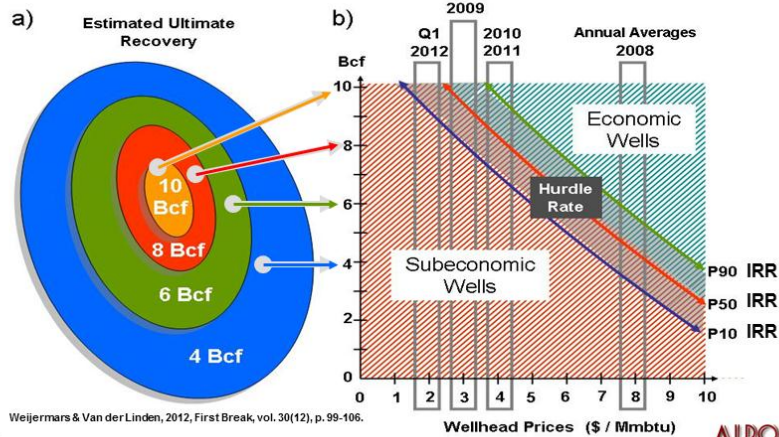 a)
Estimated Ultimate
Recovery
10
Bcf
8 Bcf
6 Bcf
4 Bcf
b)
Q1
2012
2009
2010
2011
Annual Averages
2008
Bcf
10
8
6
4
2
0
Economic
Wells
Hurdle
Rate
Subeconomic
Wells
P90 IRR
P50 IRR
P10 IRR
0 1 2 3 4 5 6 7 8 9 10
Wellhead Prices ($ / Mmbtu)
Weijermars & Van der Linden, 2012, First Break, vol. 30(12), p. 99-106.